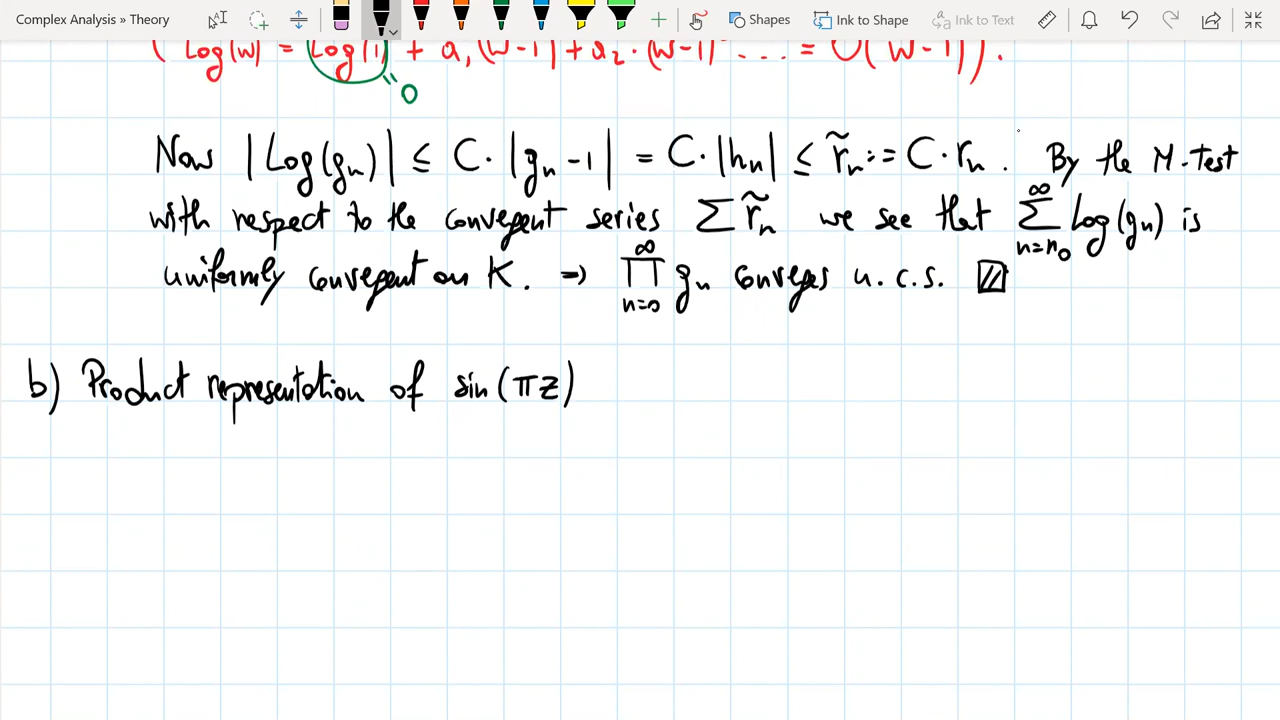 Complex Analysis » Theory
Shapes
Ink to Shape
Ink to Text
( Log(w) = Log(1) + a₁(w-1) + a₂·(w-1)² ... = O(w-1)).
"0
Now |Log(gₙ)| ≤ C·|gₙ-1| = C·|hₙ| ≤ r̃ₙ := C·rₙ. By the M-test
with respect to the convergent series Σ r̃ₙ we see that ∑_{n=n₀}^∞ Log(gₙ) is
uniformly convergent on K. ⇒ ∏_{n=0}^∞ gₙ converges u.c.s.
b) Product representation of sin(πz)